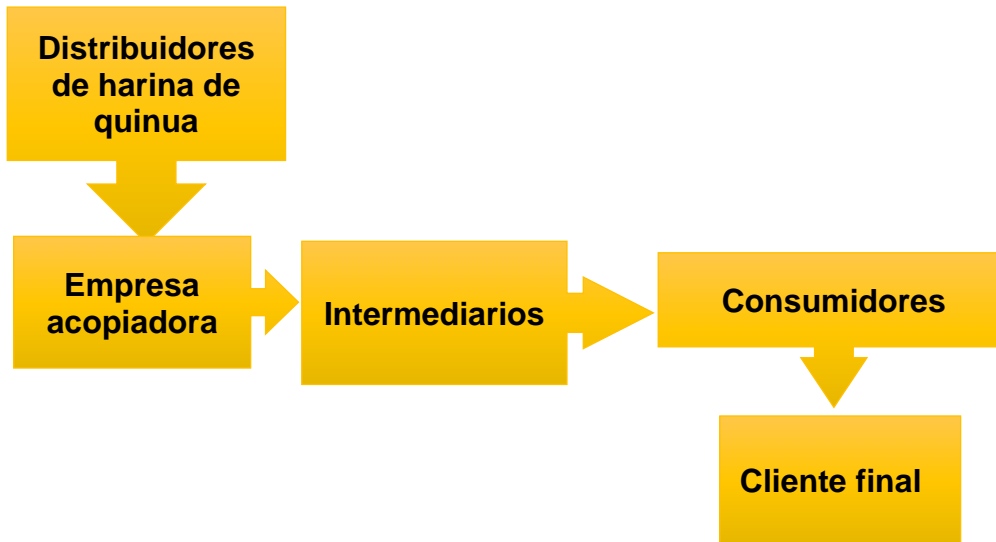 Distribuidores
de harina de
quinua
Empresa
acopiadora
Intermediarios
Consumidores
Cliente final